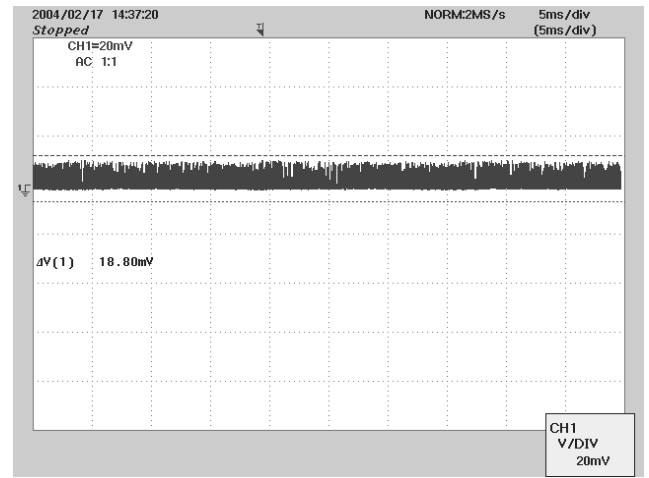 2004/02/17 14:37:20 NORM:2MS/s 5ms/div
Stopped (5ms/div)
CH1=20mV
AC 1:1
1
ΔV(1) 18.80mV
CH1
V/DIV
20mV